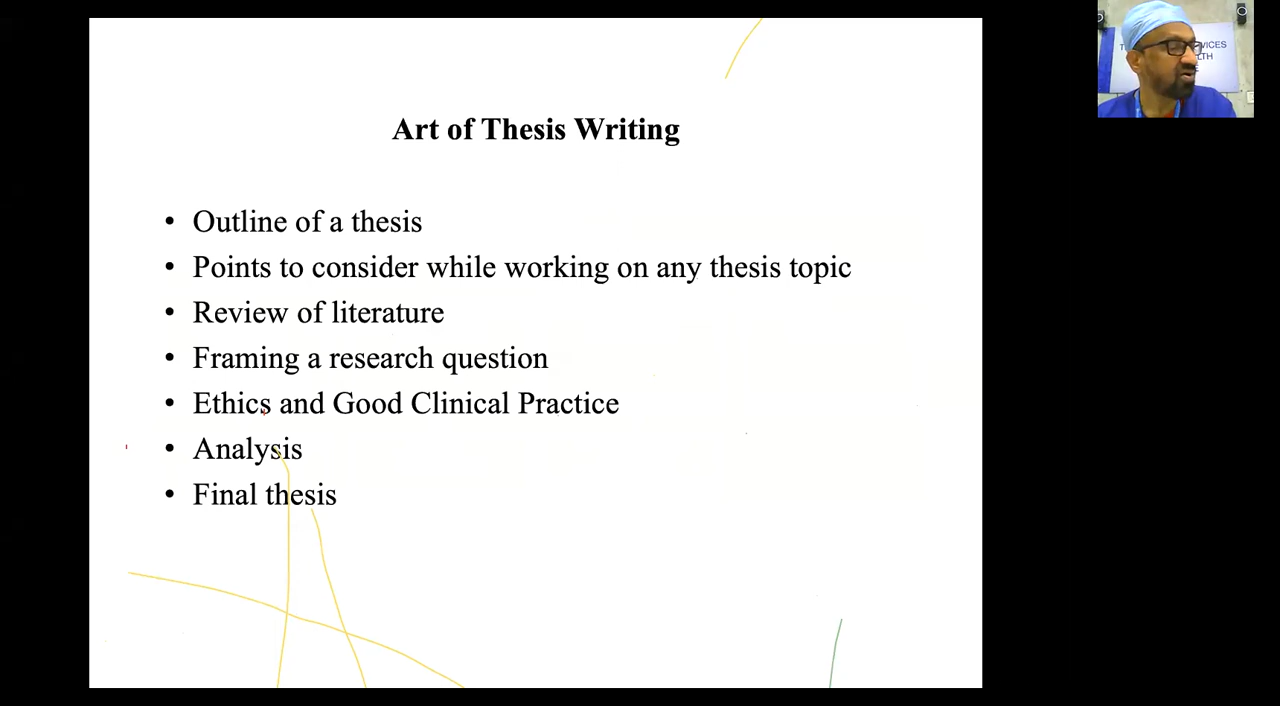 Art of Thesis Writing
• Outline of a thesis
• Points to consider while working on any thesis topic
• Review of literature
• Framing a research question
• Ethics and Good Clinical Practice
• Analysis
• Final thesis